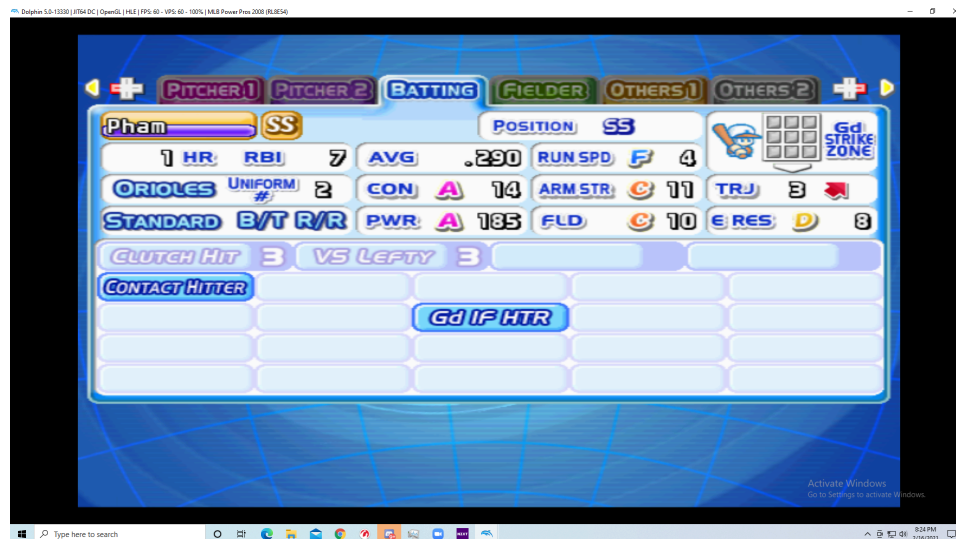 Dolphin 5.0-13330 | JIT64 DC | OpenGL | HLE | FPS: 60 - VPS: 60 - 100% | MLB Power Pros 2008 (RL8E54)
PITCHER 1 PITCHER 2 BATTING FIELDER OTHERS 1 OTHERS 2
Pham SS POSITION SS Gd STRIKE ZONE
1 HR RBI 7 AVG .290 RUN SPD F 4
ORIOLES UNIFORM # 2 CON A 14 ARM STR C 11 TRJ 3
STANDARD B/T R/R PWR A 185 FLD C 10 E RES D 8
CLUTCH HIT 3 VS LEFTY 3
CONTACT HITTER
Gd IF HTR
Activate Windows
Go to Settings to activate Windows.
Type here to search 8:24 PM